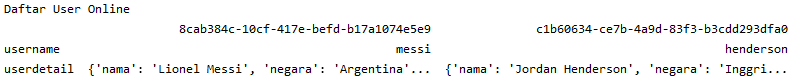 Daftar User Online
8cab384c-10cf-417e-befd-b17a1074e5e9 c1b60634-ce7b-4a9d-83f3-b3cdd293dfa0
username messi henderson
userdetail {'nama': 'Lionel Messi', 'negara': 'Argentina'... {'nama': 'Jordan Henderson', 'negara': 'Inggri...